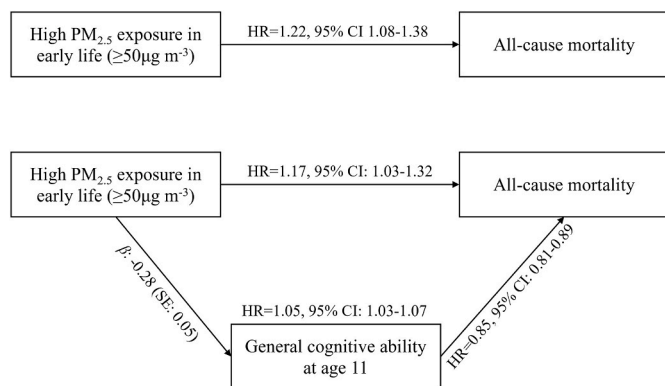 High PM₂.₅ exposure in
early life (≥50μg m⁻³)
HR=1.22, 95% CI 1.08-1.38
All-cause mortality
High PM₂.₅ exposure in
early life (≥50μg m⁻³)
HR=1.17, 95% CI: 1.03-1.32
All-cause mortality
β: -0.28 (SE: 0.05)
HR=1.05, 95% CI: 1.03-1.07
HR=0.85, 95% CI: 0.81-0.89
General cognitive ability
at age 11